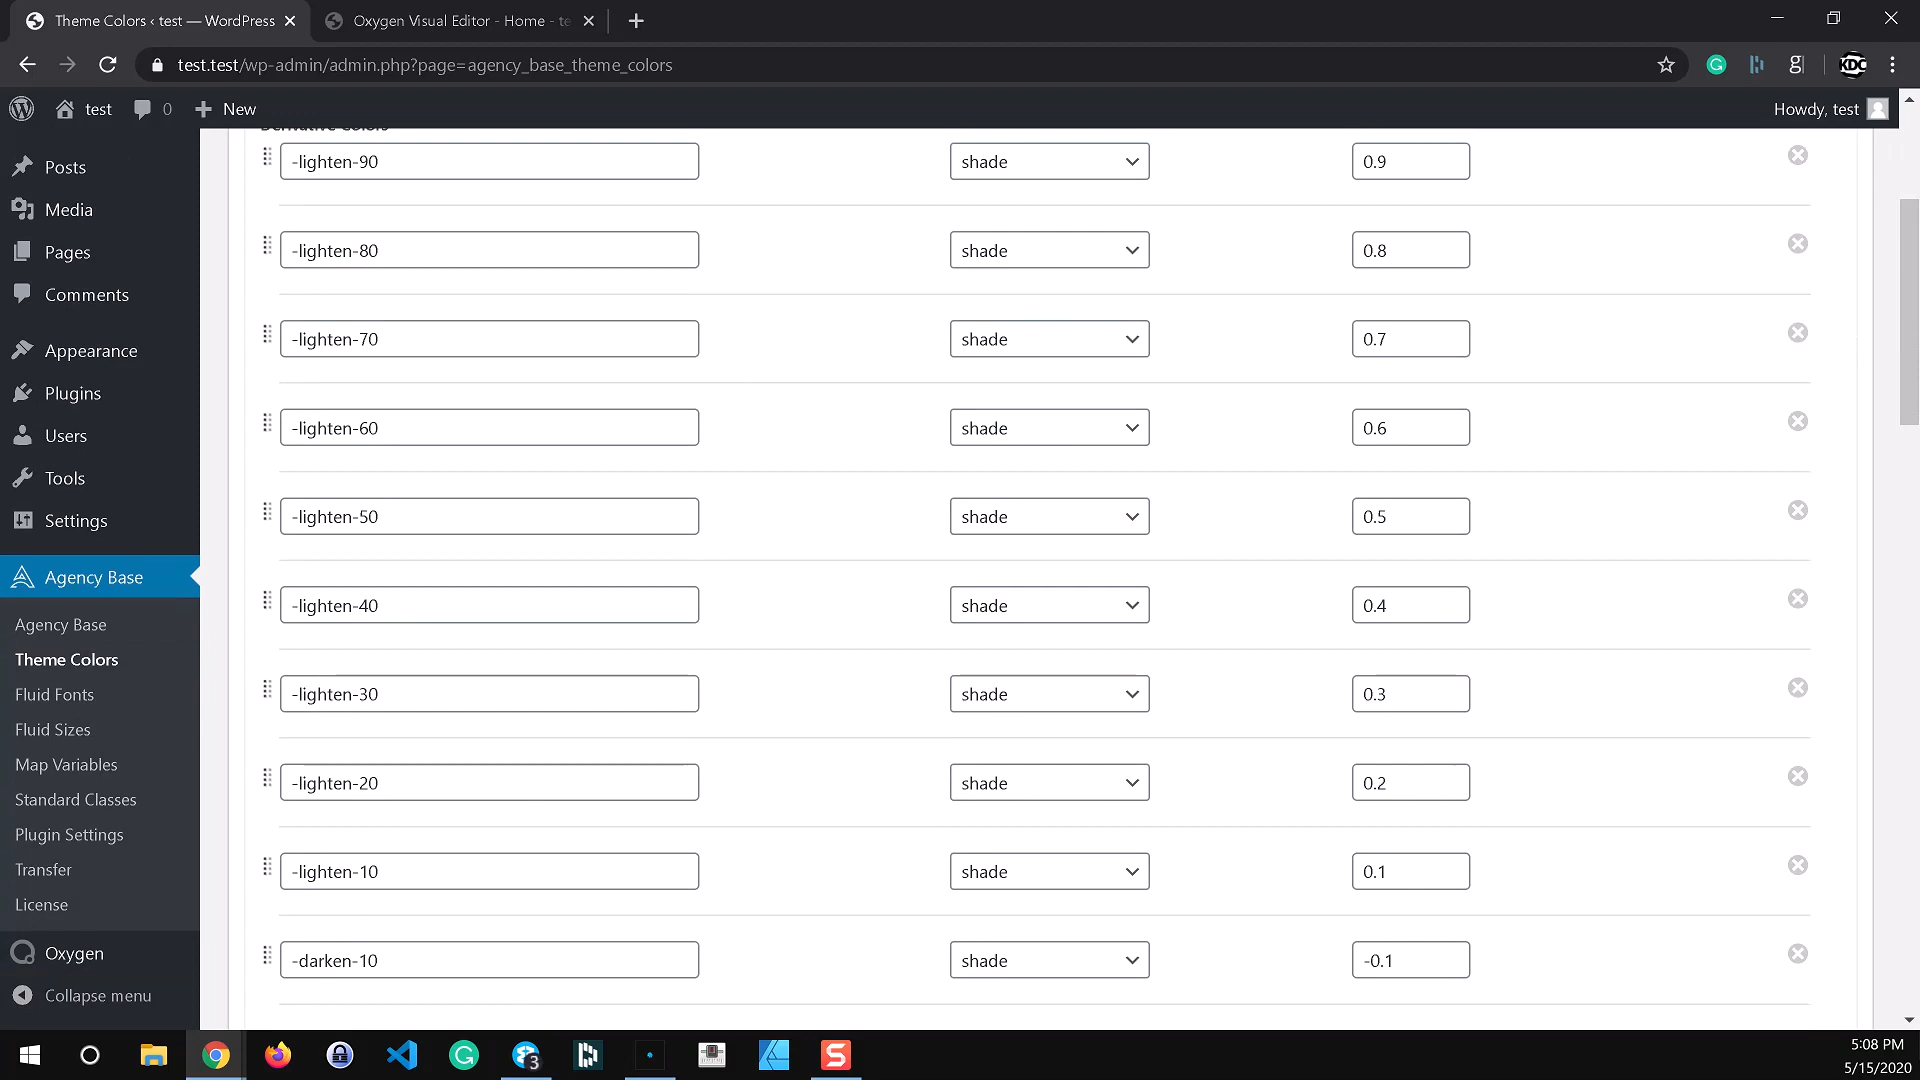 Theme Colors ‹ test — WordPress
Oxygen Visual Editor - Home - te
test.test/wp-admin/admin.php?page=agency_base_theme_colors
KDC
test
0
New
Howdy, test
Derivative Colors
Posts
Media
Pages
Comments
Appearance
Plugins
Users
Tools
Settings
Agency Base
Agency Base
Theme Colors
Fluid Fonts
Fluid Sizes
Map Variables
Standard Classes
Plugin Settings
Transfer
License
Oxygen
Collapse menu
-lighten-90 shade 0.9
-lighten-80 shade 0.8
-lighten-70 shade 0.7
-lighten-60 shade 0.6
-lighten-50 shade 0.5
-lighten-40 shade 0.4
-lighten-30 shade 0.3
-lighten-20 shade 0.2
-lighten-10 shade 0.1
-darken-10 shade -0.1
3
5:08 PM
5/15/2020